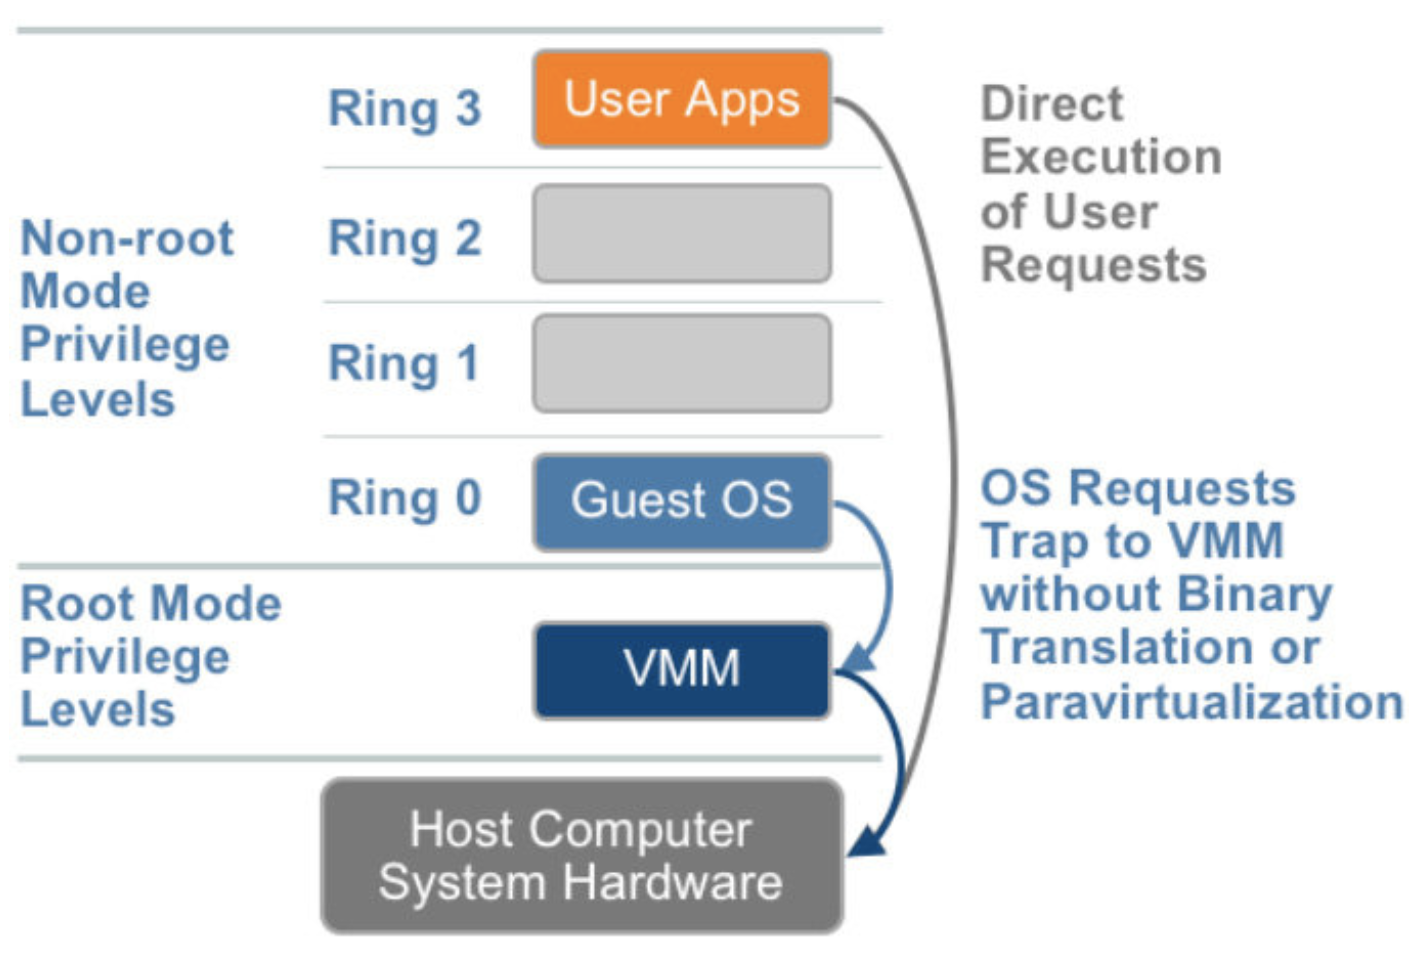 Ring 3
User Apps
Direct
Execution
of User
Requests
Non-root
Mode
Privilege
Levels
Ring 2
Ring 1
Ring 0
Guest OS
OS Requests
Trap to VMM
without Binary
Translation or
Paravirtualization
Root Mode
Privilege
Levels
VMM
Host Computer
System Hardware